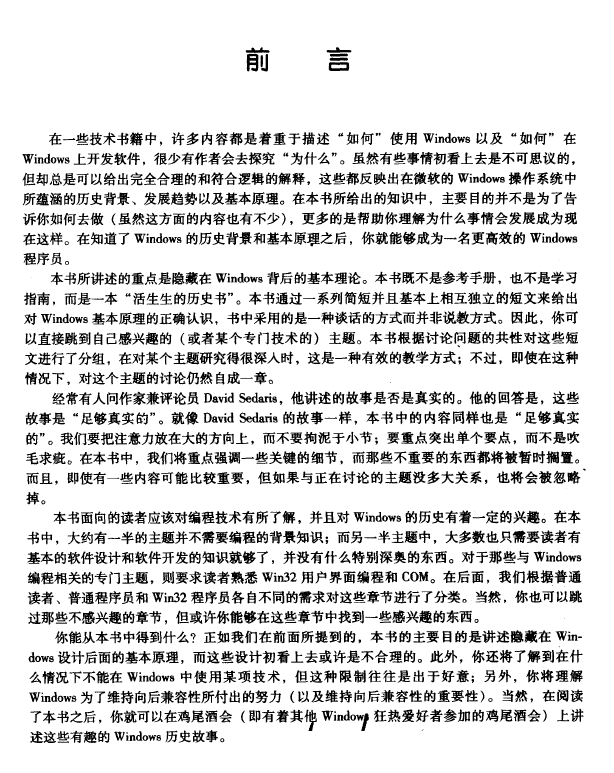 前 言
在一些技术书籍中，许多内容都是着重于描述“如何”使用 Windows 以及“如何”在
Windows 上开发软件，很少有作者会去探究“为什么”。虽然有些事情初看上去是不可思议的，
但却总是可以给出完全合理的和符合逻辑的解释，这些都反映出在微软的 Windows 操作系统中
所蕴涵的历史背景、发展趋势以及基本原理。在本书所给出的知识中，主要目的并不是为了告
诉你如何去做（虽然这方面的内容也有不少），更多的是帮助你理解为什么事情会发展成为现
在这样。在知道了 Windows 的历史背景和基本原理之后，你就能够成为一名更高效的 Windows
程序员。
本书所讲述的重点是隐藏在 Windows 背后的基本理论。本书既不是参考手册，也不是学习
指南，而是一本“活生生的历史书”。本书通过一系列简短并且基本上相互独立的短文来给出
对 Windows 基本原理的正确认识，书中采用的是一种谈话的方式而并非说教方式。因此，你可
以直接跳到自己感兴趣的（或者某个专门技术的）主题。本书根据讨论问题的共性对这些短
文进行了分组，在对某个主题研究得很深入时，这是一种有效的教学方式；不过，即使在这种
情况下，对这个主题的讨论仍然自成一章。
经常有人问作家兼评论员 David Sedaris，他讲述的故事是否是真实的。他的回答是，这些
故事是“足够真实的”。就像 David Sedaris 的故事一样，本书中的内容同样也是“足够真实
的”。我们要把注意力放在大的方向上，而不要拘泥于小节；要重点突出单个要点，而不是吹
毛求疵。在本书中，我们将重点强调一些关键的细节，而那些不重要的东西都将被暂时搁置。
而且，即使有一些内容可能比较重要，但如果与正在讨论的主题没多大关系，也将会被忽略
掉。
本书面向的读者应该对编程技术有所了解，并且对 Windows 的历史有着一定的兴趣。在本
书中，大约有一半的主题并不需要编程的背景知识；而另一半主题中，大多数也只需要读者有
基本的软件设计和软件开发的知识就够了，并没有什么特别深奥的东西。对于那些与 Windows
编程相关的专门主题，则要求读者熟悉 Win32 用户界面编程和 COM。在后面，我们根据普通
读者、普通程序员和 Win32 程序员各自不同的需求对这些章节进行了分类。当然，你也可以跳
过那些不感兴趣的章节，但或许你能够在这些章节中找到一些感兴趣的东西。
你能从本书中得到什么？正如我们在前面所提到的，本书的主要目的是讲述隐藏在 Win-
dows 设计后面的基本原理，而这些设计初看上去或许是不合理的。此外，你还将了解到在什
么情况下不能在 Windows 中使用某项技术，但这种限制往往是出于好意；另外，你将理解
Windows 为了维持向后兼容性所付出的努力（以及维持向后兼容性的重要性）。当然，在阅读
了本书之后，你就可以在鸡尾酒会（即有着其他 Windows 狂热爱好者参加的鸡尾酒会）上讲
述这些有趣的 Windows 历史故事。